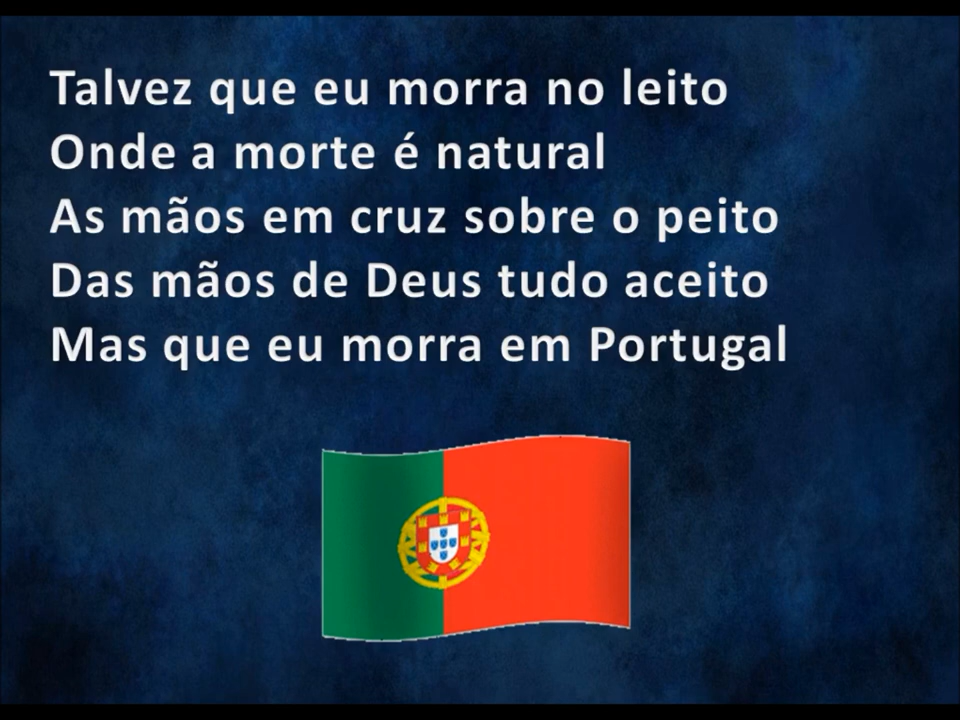 Talvez que eu morra no leito
Onde a morte é natural
As mãos em cruz sobre o peito
Das mãos de Deus tudo aceito
Mas que eu morra em Portugal